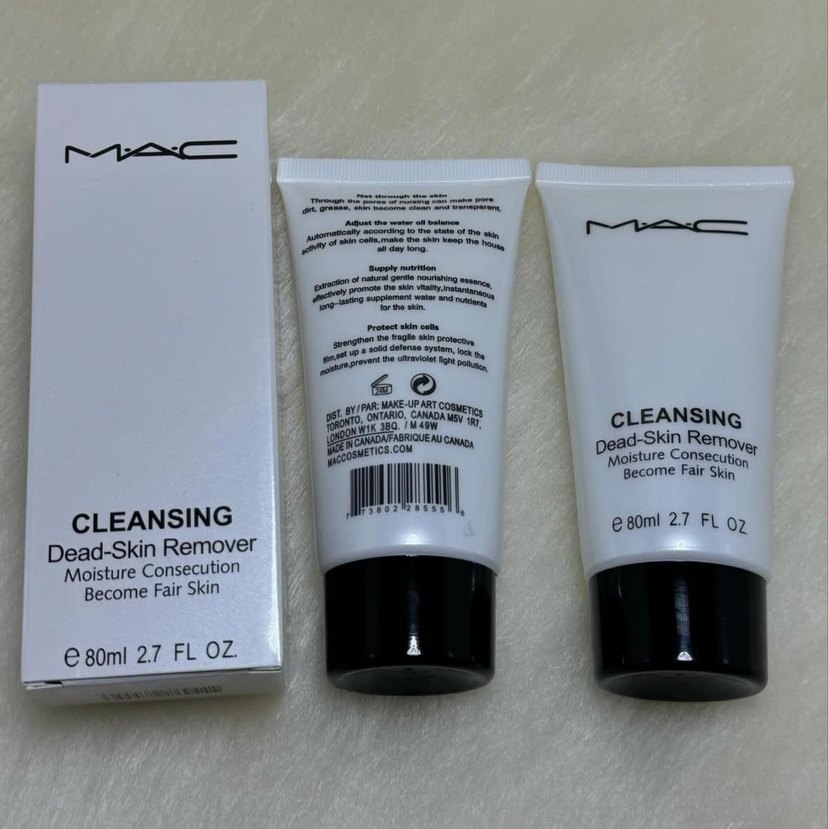 M·A·C
CLEANSING
Dead-Skin Remover
Moisture Consecution
Become Fair Skin
e 80ml 2.7 FL OZ.
Net through the skin
Through the pores of nursing can make pore
dirt, grease, skin become clean and transparent.
Adjust the water oil balance
Automatically according to the state of the skin
activity of skin cells,make the skin keep the house
all day long.
Supply nutrition
Extraction of natural gentle nourishing essence,
effectively promote the skin vitality,instantaneous
long-lasting supplement water and nutrients
for the skin.
Protect skin cells
Strengthen the fragile skin protective
film,set up a solid defense system, lock the
moisture,prevent the ultraviolet light pollution.
24M
DIST. BY/PAR: MAKE-UP ART COSMETICS
TORONTO, ONTARIO, CANADA M5V 1R7,
LONDON W1K 3BQ. / M 49W
MADE IN CANADA/FABRIQUE AU CANADA
MACCOSMETICS.COM
7 73602 28555 6
M·A·C
CLEANSING
Dead-Skin Remover
Moisture Consecution
Become Fair Skin
e 80ml 2.7 FL OZ